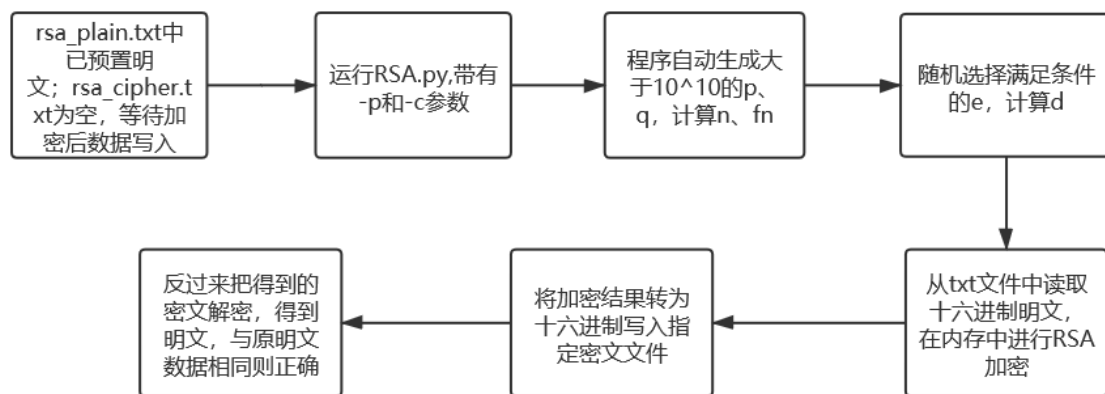 rsa_plain.txt中
已预置明
文；rsa_cipher.t
xt为空，等待加
密后数据写入
运行RSA.py,带有
-p和-c参数
程序自动生成大
于10^10的p、
q，计算n、fn
随机选择满足条件
的e，计算d
从txt文件中读取
十六进制明文，
在内存中进行RSA
加密
将加密结果转为
十六进制写入指
定密文文件
反过来把得到的
密文解密，得到
明文，与原明文
数据相同则正确